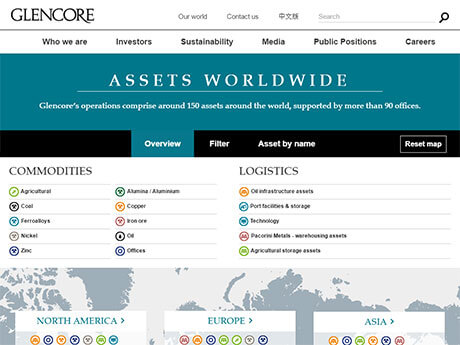 GLENCORE
Our world Contact us 中文版 Search
Who we are Investors Sustainability Media Public Positions Careers
ASSETS WORLDWIDE
Glencore's operations comprise around 150 assets around the world, supported by more than 90 offices.
Overview Filter Asset by name Reset map
COMMODITIES
Agricultural
Coal
Ferroalloys
Nickel
Zinc
Alumina / Aluminium
Copper
Iron ore
Oil
Offices
LOGISTICS
Oil infrastructure assets
Port facilities & storage
Technology
Pacorini Metals - warehousing assets
Agricultural storage assets
NORTH AMERICA >
EUROPE >
ASIA >